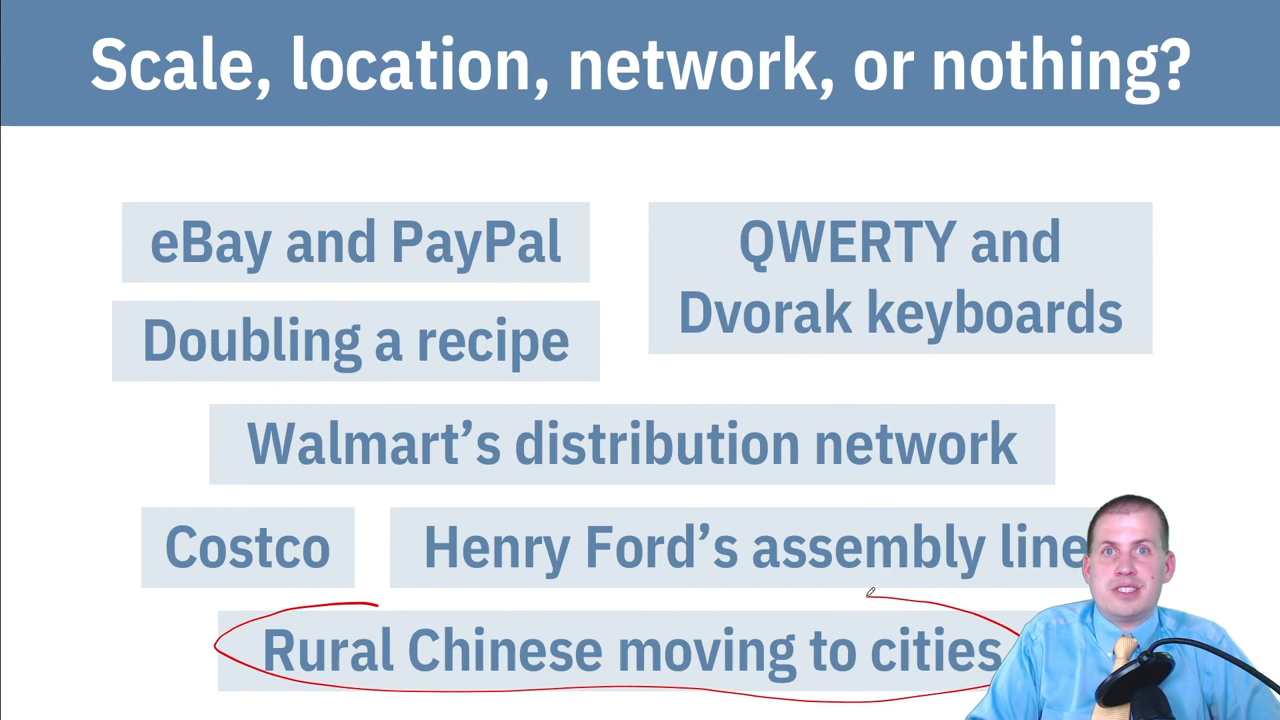 Scale, location, network, or nothing?
eBay and PayPal
QWERTY and
Dvorak keyboards
Doubling a recipe
Walmart’s distribution network
Costco
Henry Ford’s assembly line
Rural Chinese moving to cities